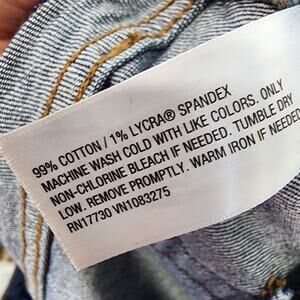 99% COTTON / 1% LYCRA® SPANDEX
MACHINE WASH COLD WITH LIKE COLORS. ONLY
NON-CHLORINE BLEACH IF NEEDED. TUMBLE DRY
LOW. REMOVE PROMPTLY. WARM IRON IF NEEDED
RN17730 VN1083275